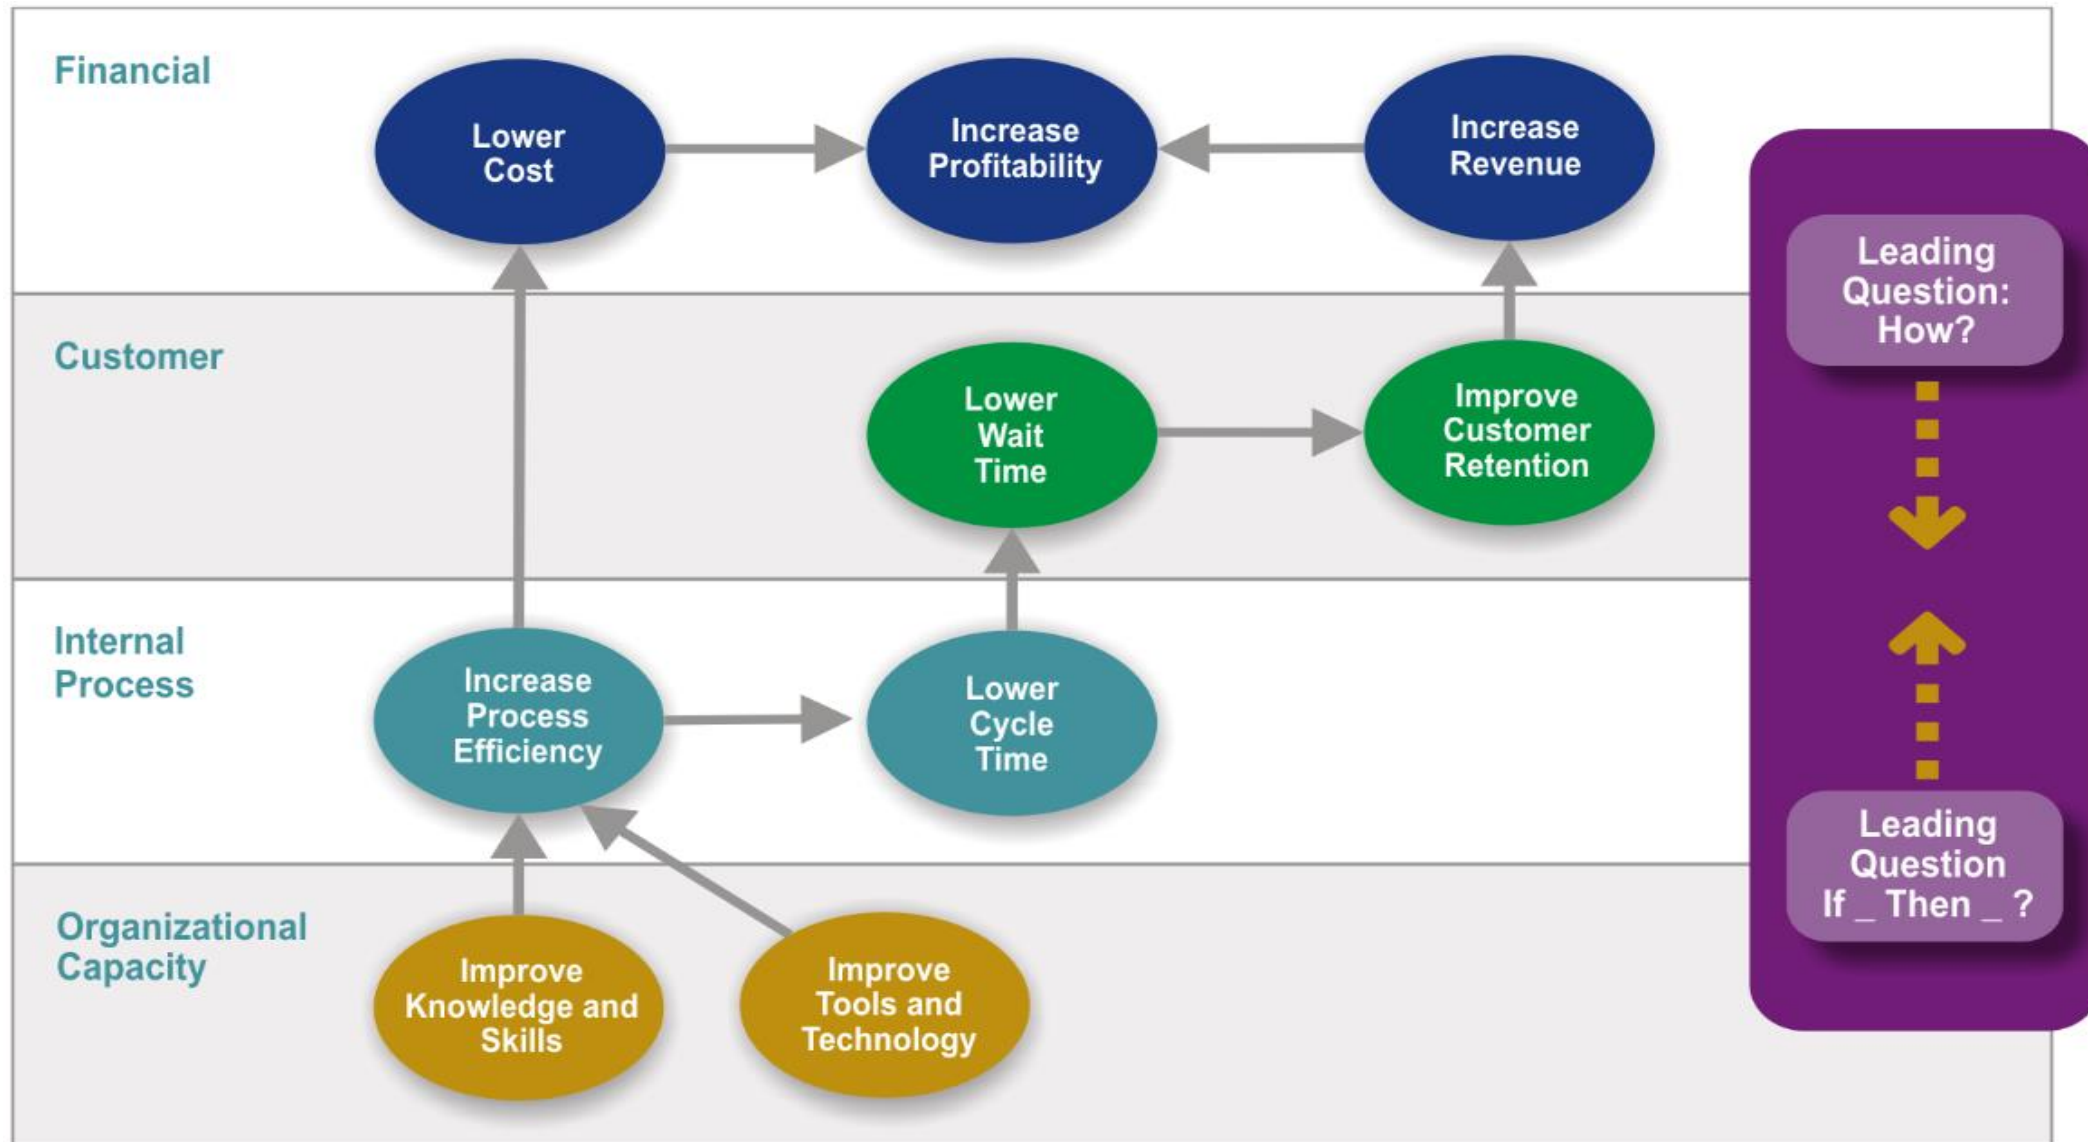 Financial
Lower
Cost
Increase
Profitability
Increase
Revenue
Customer
Lower
Wait
Time
Improve
Customer
Retention
Internal
Process
Increase
Process
Efficiency
Lower
Cycle
Time
Organizational
Capacity
Improve
Knowledge and
Skills
Improve
Tools and
Technology
Leading
Question:
How?
Leading
Question
If _ Then _ ?